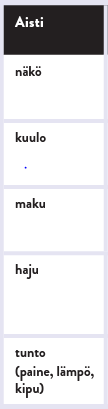 Aisti
näkö
kuulo
maku
haju
tunto
(paine, lämpö,
kipu)